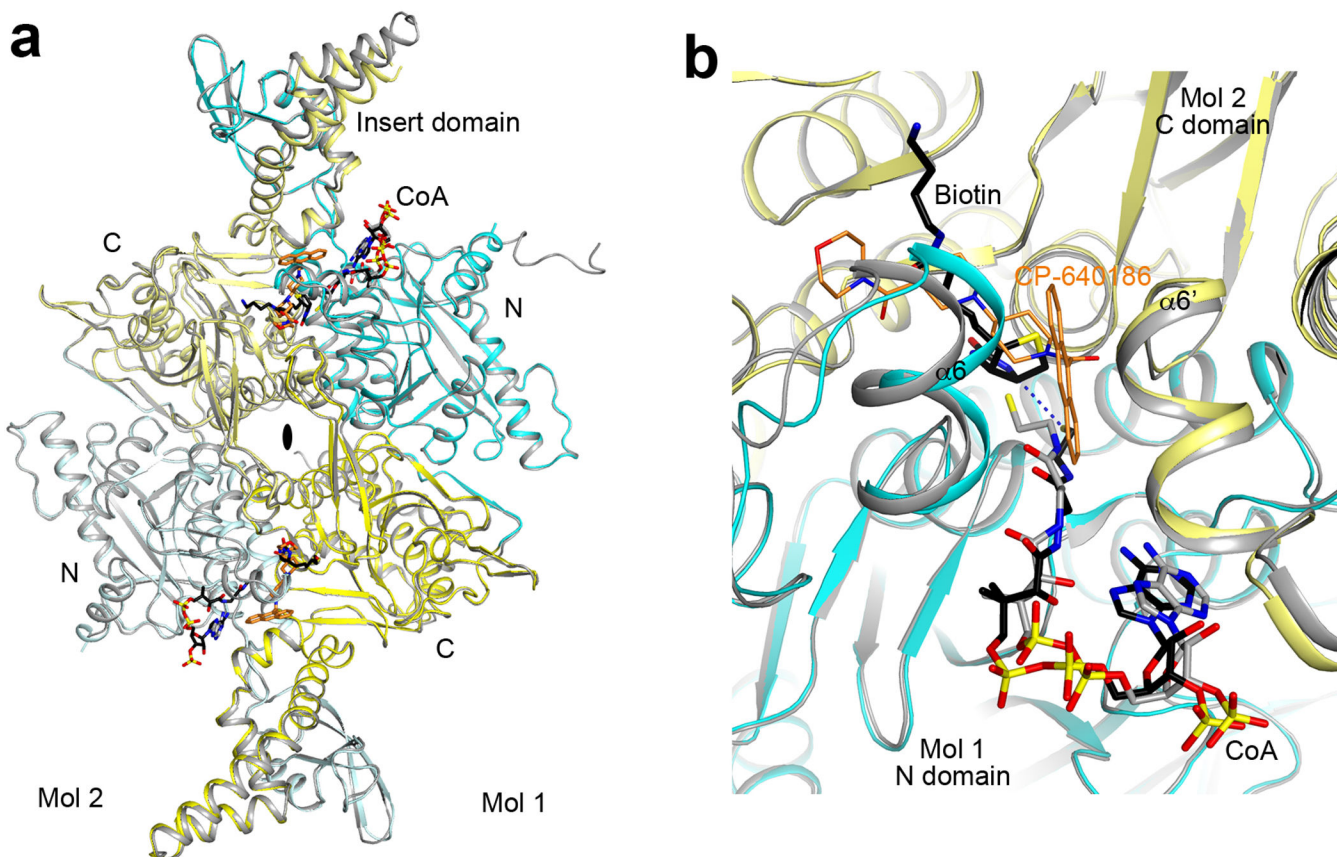 a
Insert domain
CoA
C
N
N
C
Mol 2
Mol 1
b
Mol 2
C domain
Biotin
CP-640186
α6’
α6
Mol 1
N domain
CoA